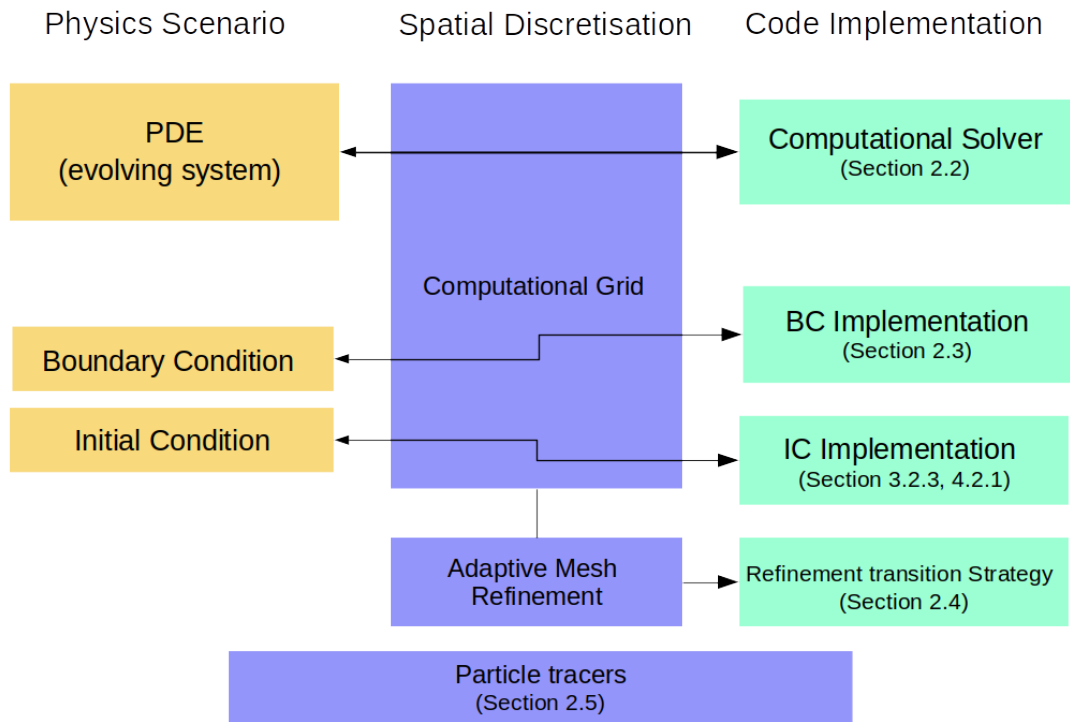 Physics Scenario
Spatial Discretisation
Code Implementation
PDE
(evolving system)
Computational Solver
(Section 2.2)
Computational Grid
Boundary Condition
BC Implementation
(Section 2.3)
Initial Condition
IC Implementation
(Section 3.2.3, 4.2.1)
Adaptive Mesh
Refinement
Refinement transition Strategy
(Section 2.4)
Particle tracers
(Section 2.5)